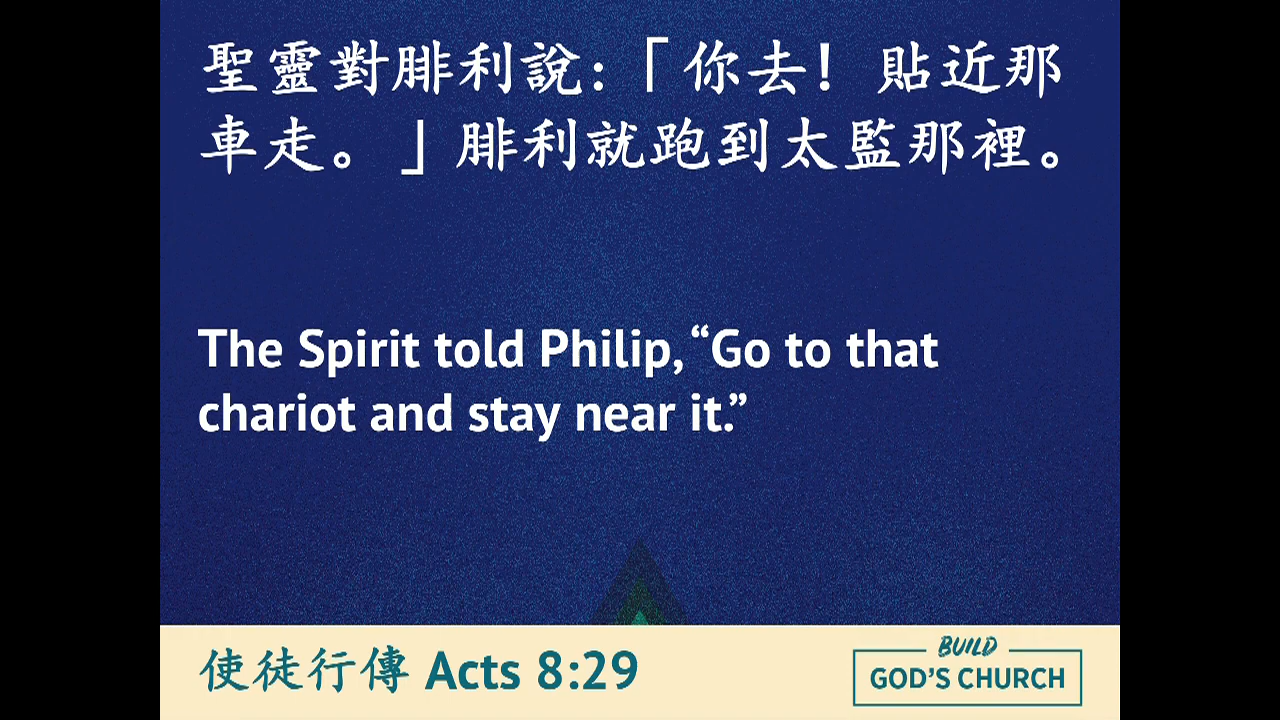 聖靈對腓利說:「你去!貼近那
車走。」腓利就跑到太監那裡。
The Spirit told Philip, “Go to that
chariot and stay near it.”
使徒行傳 Acts 8:29
BUILD
GOD’S CHURCH